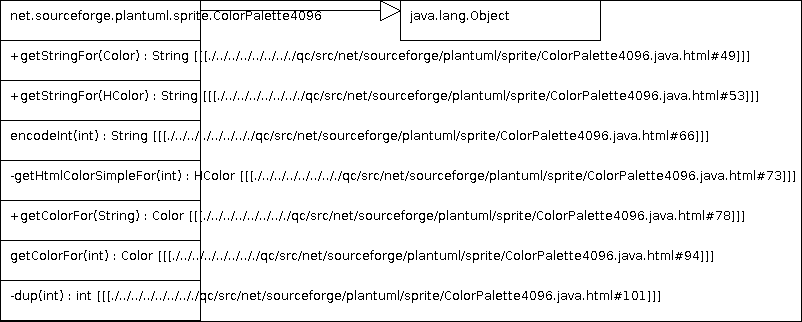 net.sourceforge.plantuml.sprite.ColorPalette4096
java.lang.Object
+getStringFor(Color) : String [[[./../../../../../../../qc/src/net/sourceforge/plantuml/sprite/ColorPalette4096.java.html#49]]]
+getStringFor(HColor) : String [[[./../../../../../../../qc/src/net/sourceforge/plantuml/sprite/ColorPalette4096.java.html#53]]]
encodeInt(int) : String [[[./../../../../../../../qc/src/net/sourceforge/plantuml/sprite/ColorPalette4096.java.html#66]]]
-getHtmlColorSimpleFor(int) : HColor [[[./../../../../../../../qc/src/net/sourceforge/plantuml/sprite/ColorPalette4096.java.html#73]]]
+getColorFor(String) : Color [[[./../../../../../../../qc/src/net/sourceforge/plantuml/sprite/ColorPalette4096.java.html#78]]]
getColorFor(int) : Color [[[./../../../../../../../qc/src/net/sourceforge/plantuml/sprite/ColorPalette4096.java.html#94]]]
-dup(int) : int [[[./../../../../../../../qc/src/net/sourceforge/plantuml/sprite/ColorPalette4096.java.html#101]]]